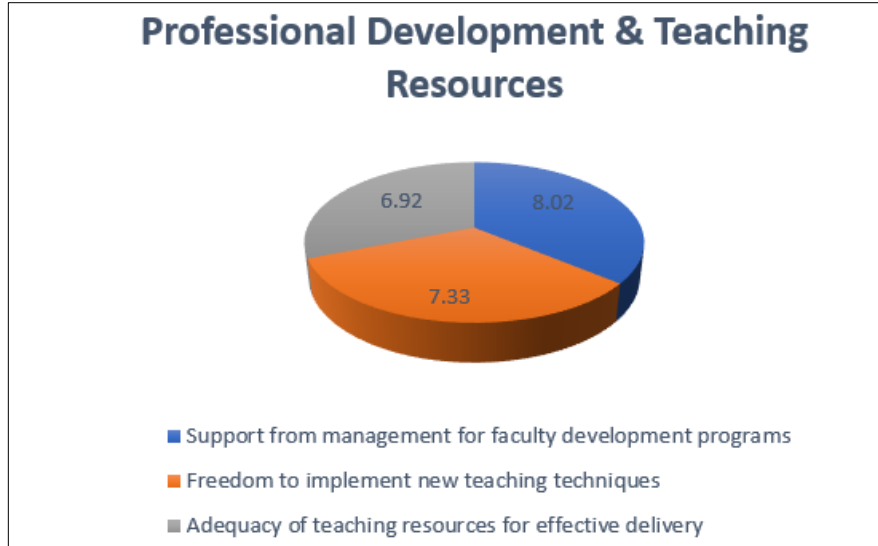 Professional Development & Teaching
Resources
6.92
8.02
7.33
Support from management for faculty development programs
Freedom to implement new teaching techniques
Adequacy of teaching resources for effective delivery